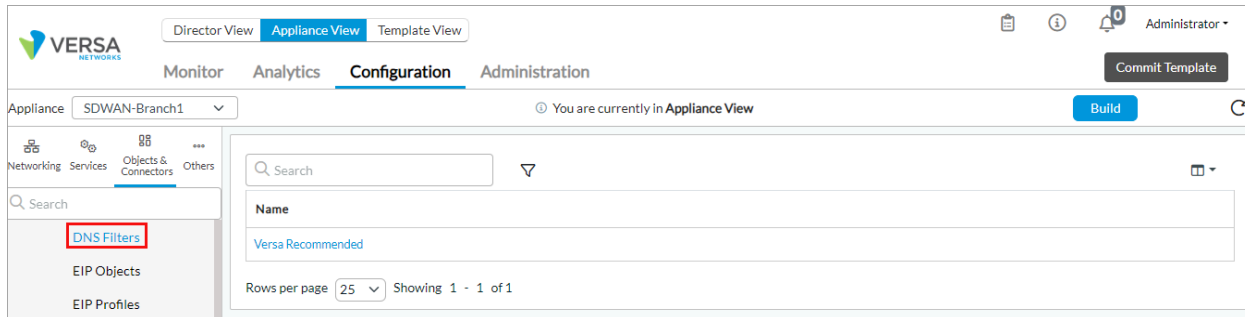 VERSA
NETWORKS
Director View Appliance View Template View
0
Administrator
Monitor Analytics Configuration Administration
Commit Template
Appliance SDWAN-Branch1
You are currently in Appliance View
Build
Networking Services Objects & Connectors Others
Search
Search
Name
DNS Filters
Versa Recommended
EIP Objects
Rows per page 25 Showing 1 - 1 of 1
EIP Profiles